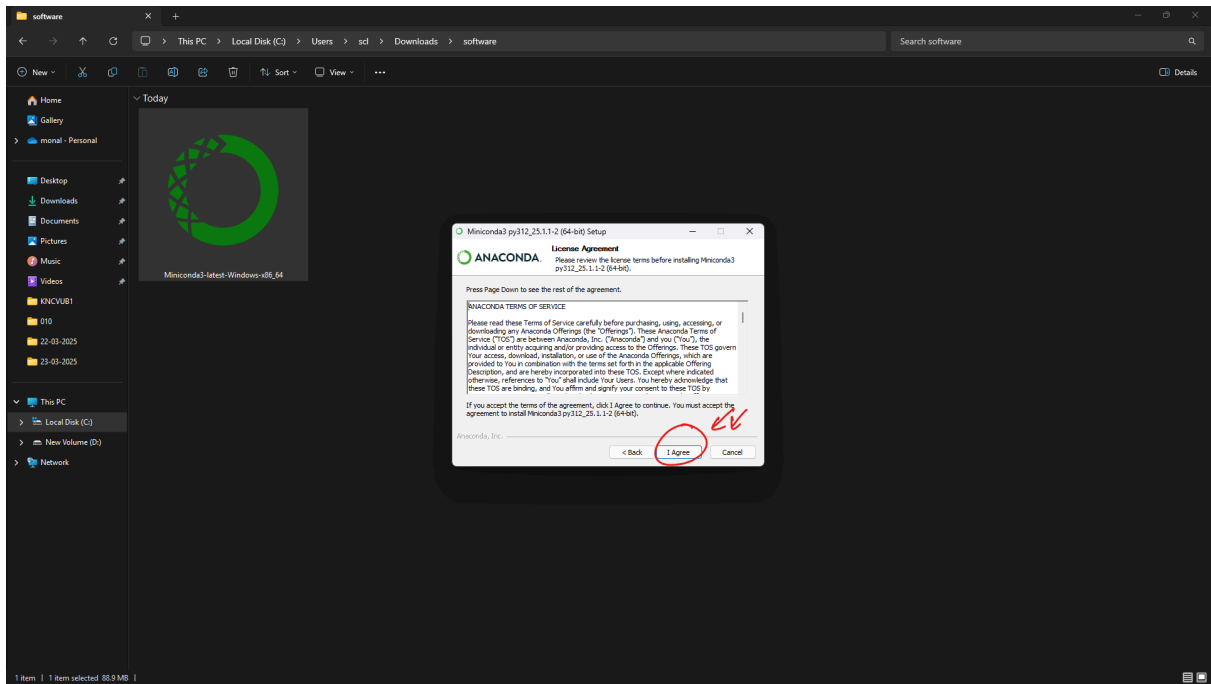 software
This PC > Local Disk (C:) > Users > scl > Downloads > software
Search software
New
Sort
View
Details
Home
Gallery
monal - Personal
Desktop
Downloads
Documents
Pictures
Music
Videos
KNCVUB1
010
22-03-2025
23-03-2025
This PC
Local Disk (C:)
New Volume (D:)
Network
Today
Miniconda3-latest-Windows-x86_64
Miniconda3 py312_25.1.1-2 (64-bit) Setup
ANACONDA.
License Agreement
Please review the license terms before installing Miniconda3
py312_25.1.1-2 (64-bit).
Press Page Down to see the rest of the agreement.
ANACONDA TERMS OF SERVICE
Please read these Terms of Service carefully before purchasing, using, accessing, or
downloading any Anaconda Offerings (the "Offerings"). These Anaconda Terms of
Service ("TOS") are between Anaconda, Inc. ("Anaconda") and you ("You"), the
individual or entity acquiring and/or providing access to the Offerings. These TOS govern
Your access, download, installation, or use of the Anaconda Offerings, which are
provided to You in combination with the terms set forth in the applicable Offering
Description, and are hereby incorporated into these TOS. Except where indicated
otherwise, references to "You" shall include Your Users. You hereby acknowledge that
these TOS are binding, and You affirm and signify your consent to these TOS by
If you accept the terms of the agreement, click I Agree to continue. You must accept the
agreement to install Miniconda3 py312_25.1.1-2 (64-bit).
Anaconda, Inc.
< Back
I Agree
Cancel
1 item | 1 item selected 88.9 MB |